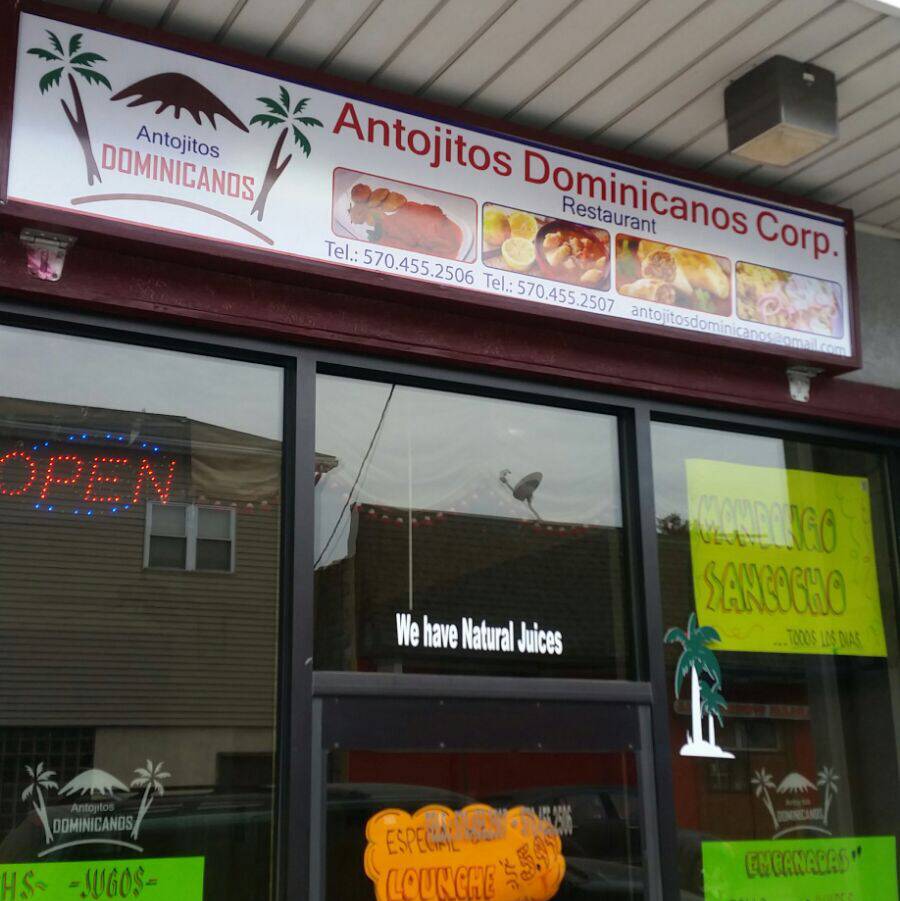 Antojitos
DOMINICANOS
Antojitos Dominicanos Corp.
Restaurant
Tel.: 570.455.2506 Tel.: 570.455.2507
antojitosdominicanos@gmail.com
OPEN
We have Natural Juices
MONDONGO
SANCOCHO
...TODOS LOS DIAS
Antojitos
DOMINICANOS
Antojitos
DOMINICANOS
-JUGOS-
ESPECIAL
LOUNCHE
EMPANADAS